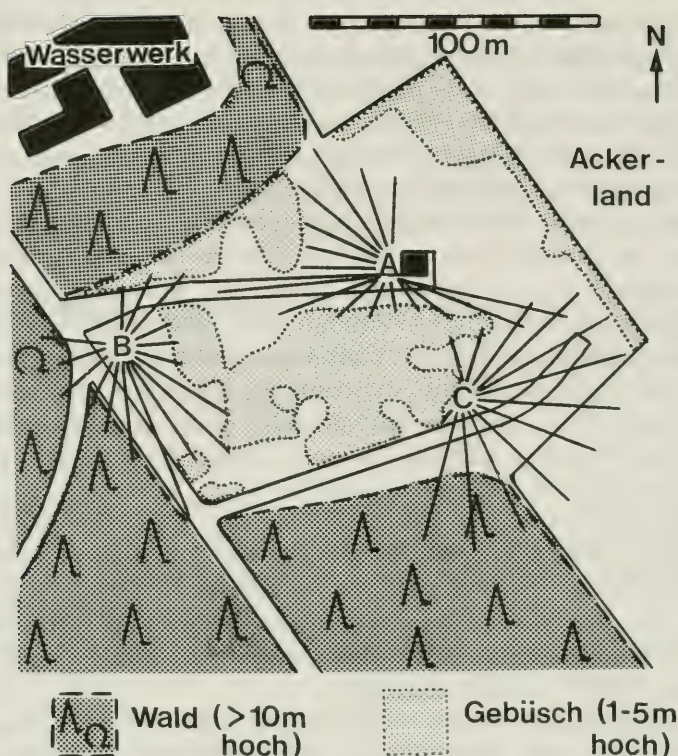 Wasserwerk
100 m
N
Acker-
land
A
B
C
Wald (>10m
hoch)
Gebüsch (1-5m
hoch)